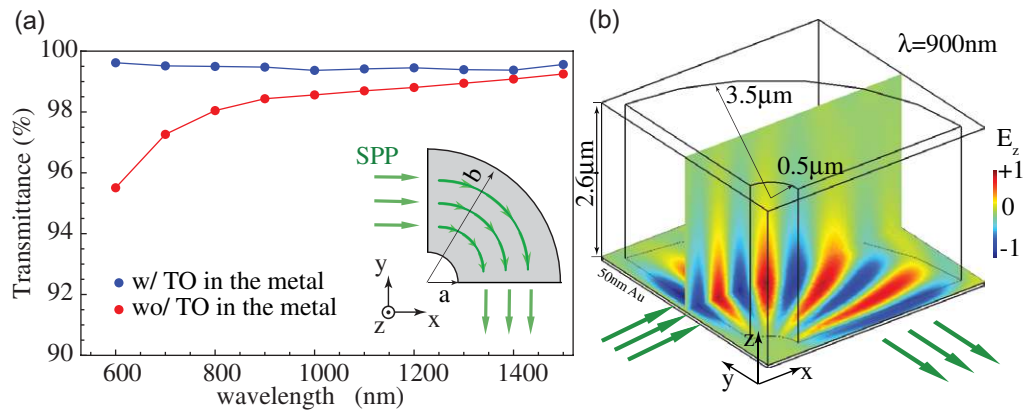 (a)
100
98
96
94
92
90
Transmittance (%)
600
800
1000
1200
1400
wavelength (nm)
w/ TO in the metal
wo/ TO in the metal
SPP
b
a
y
z
x
(b)
λ=900nm
3.5μm
0.5μm
2.6μm
50nm Au
E_z
+1
0
-1
z
y
x